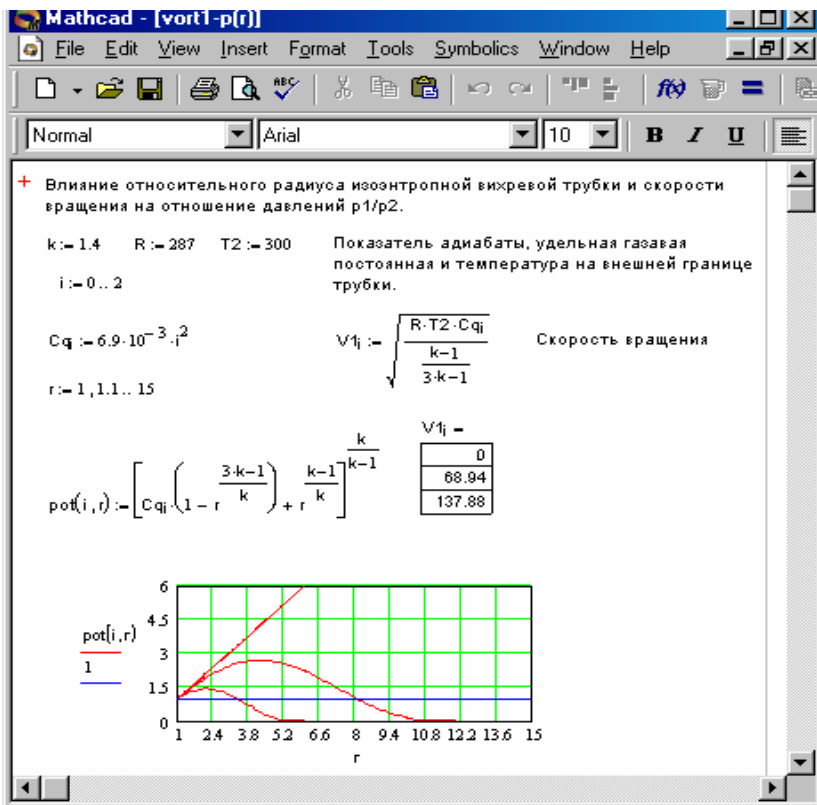 Mathcad - [vort1-p(r)]
File Edit View Insert Format Tools Symbolics Window Help
ABC f(x) =
Normal Arial 10 B I U
+ Влияние относительного радиуса изоэнтропной вихревой трубки и скорости
вращения на отношение давлений p1/p2.
k := 1.4 R := 287 T2 := 300 Показатель адиабаты, удельная газавая
постоянная и температура на внешней границе
трубки.
i := 0 .. 2
Cq_i := 6.9·10^-3·i^2 V1_i := √((R·T2·Cq_i)/((k-1)/(3·k-1))) Скорость вращения
r := 1, 1.1 .. 15
V1_i =
0
68.94
137.88
pot(i,r) := [Cq_i·(1 - r^((3·k-1)/k)) + r^((k-1)/k)]^(k/(k-1))
pot(i,r)
1
6
4.5
3
1.5
0
1 2.4 3.8 5.2 6.6 8 9.4 10.8 12.2 13.6 15
r